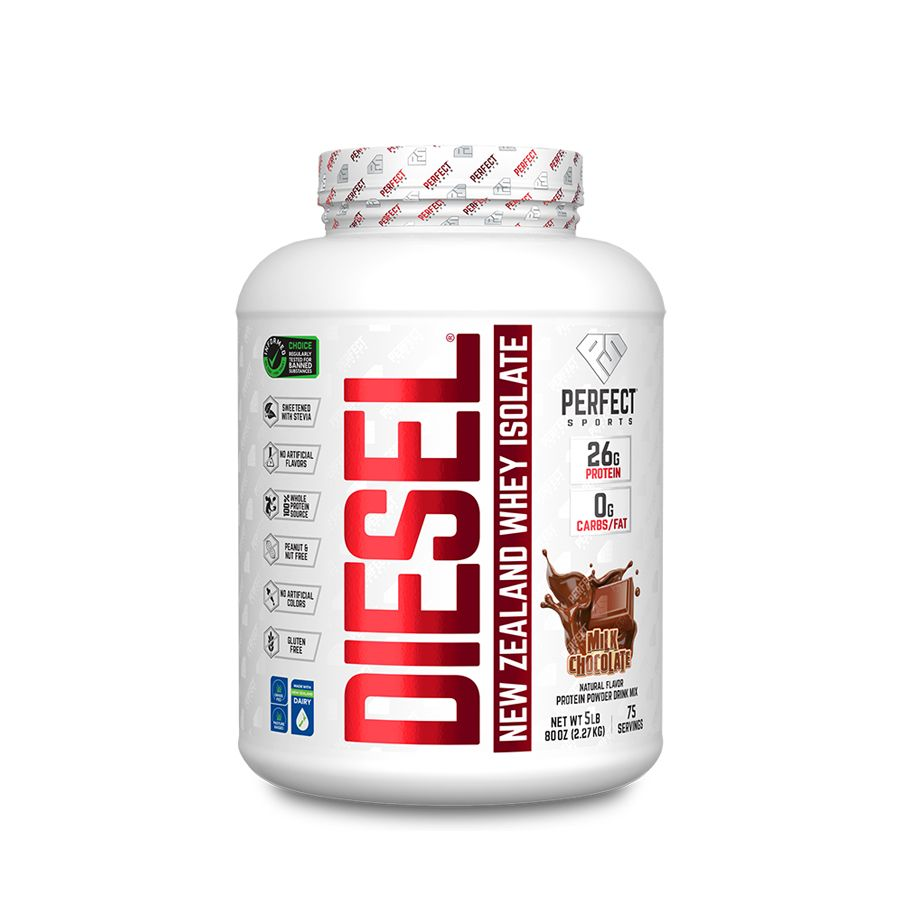 PERFECT
SPORTS
INFORMED
CHOICE
REGULARLY
TESTED FOR
BANNED
SUBSTANCES
SWEETENED
WITH STEVIA
NO ARTIFICIAL
FLAVORS
100%
WHOLE
PROTEIN
SOURCE
PEANUT &
NUT FREE
NO ARTIFICIAL
COLORS
GLUTEN
FREE
MADE WITH
NEW ZEALAND
DAIRY
DIESEL®
NEW ZEALAND WHEY ISOLATE
PERFECT
SPORTS
26G
PROTEIN
0G
CARBS/FAT
MILK
CHOCOLATE
NATURAL FLAVOR
PROTEIN POWDER DRINK MIX
NET WT 5LB
80 OZ (2.27 KG)
75
SERVINGS